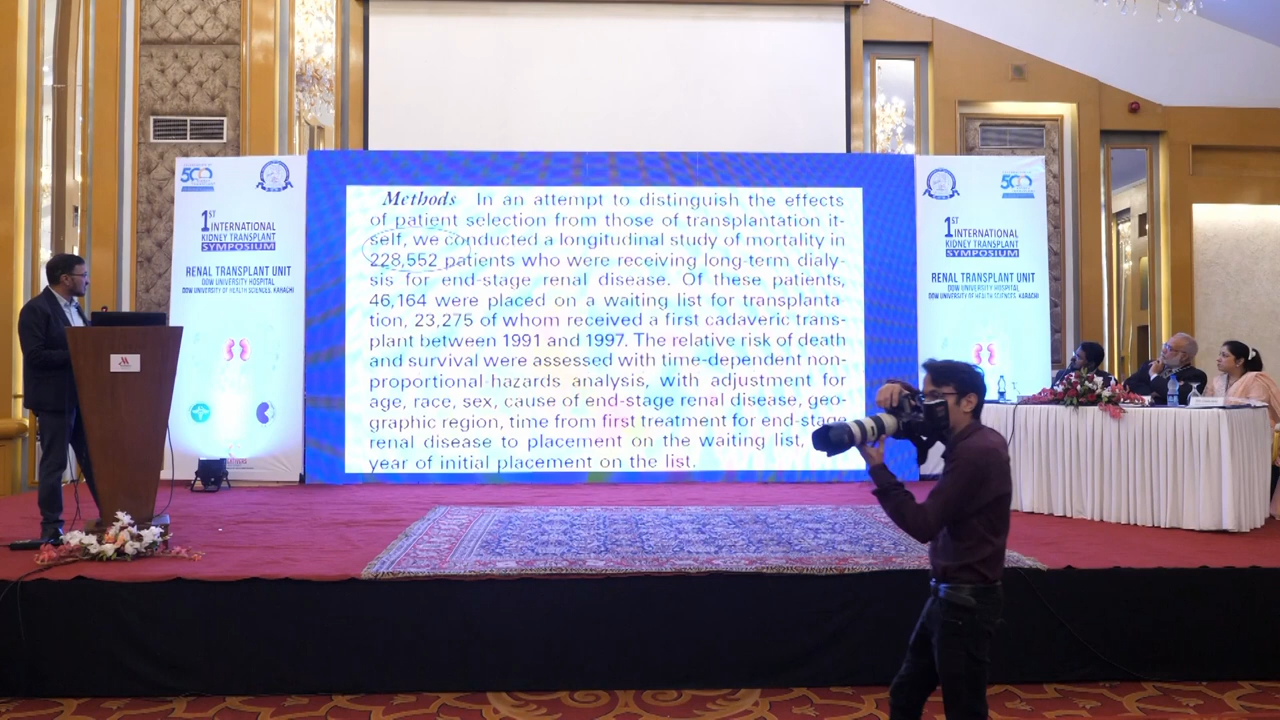 500
1ST
INTERNATIONAL
KIDNEY TRANSPLANT
SYMPOSIUM
RENAL TRANSPLANT UNIT
DOW UNIVERSITY HOSPITAL
DOW UNIVERSITY OF HEALTH SCIENCES, KARACHI
Methods In an attempt to distinguish the effects
of patient selection from those of transplantation it-
self, we conducted a longitudinal study of mortality in
228,552 patients who were receiving long-term dialy-
sis for end-stage renal disease. Of these patients,
46,164 were placed on a waiting list for transplanta
tion, 23,275 of whom received a first cadaveric trans-
plant between 1991 and 1997. The relative risk of death
and survival were assessed with time-dependent non-
proportional-hazards analysis, with adjustment for
age, race, sex, cause of end-stage renal disease, geo-
graphic region, time from first treatment for end-stage
renal disease to placement on the waiting list,
year of initial placement on the list.
500
1ST
INTERNATIONAL
KIDNEY TRANSPLANT
SYMPOSIUM
RENAL TRANSPLANT UNIT
DOW UNIVERSITY HOSPITAL
DOW UNIVERSITY OF HEALTH SCIENCES, KARACHI